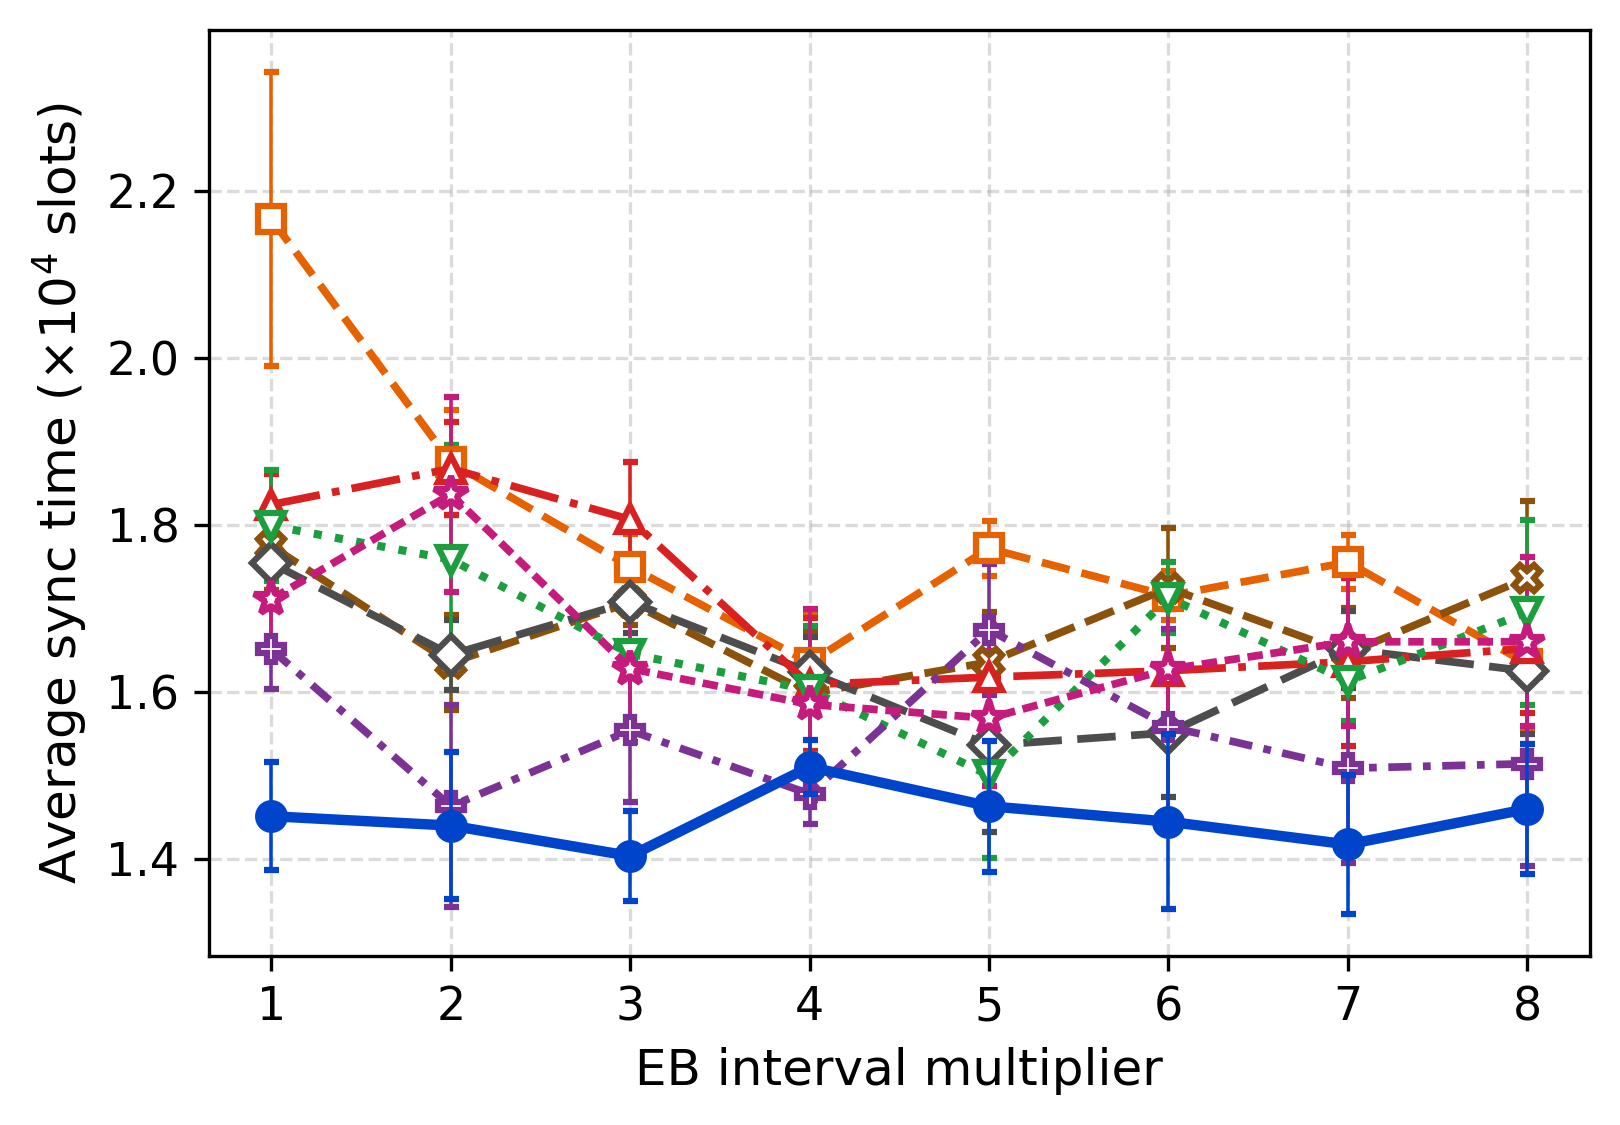 Average sync time (×10⁴ slots)
2.2
2.0
1.8
1.6
1.4
1 2 3 4 5 6 7 8
EB interval multiplier